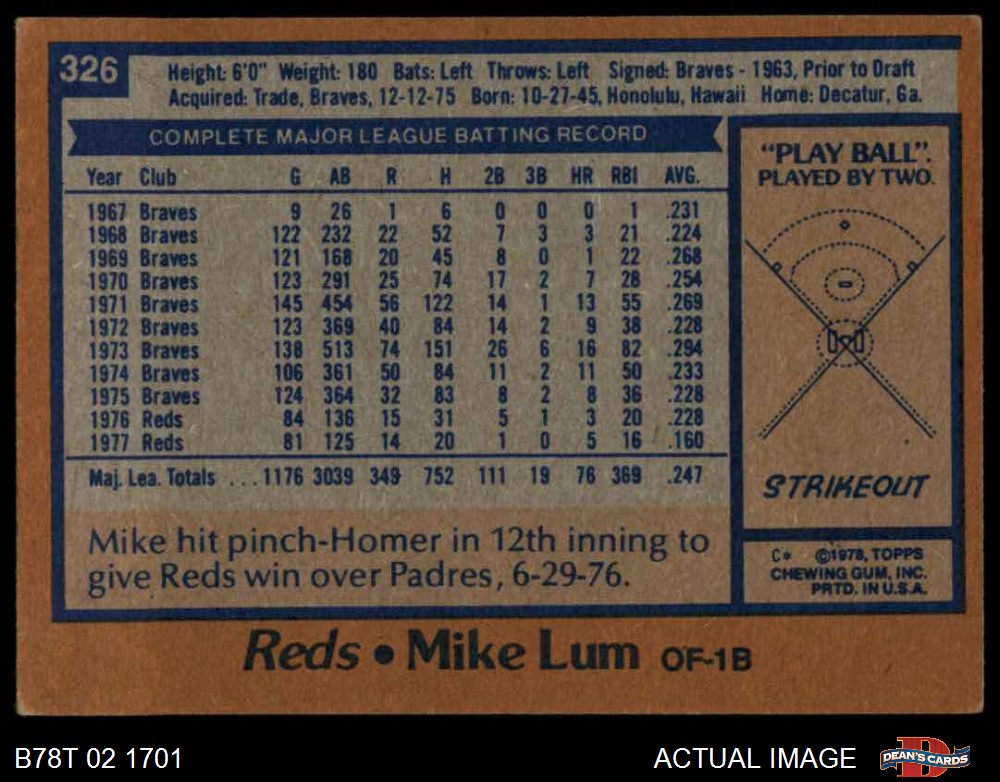 326
Height: 6'0" Weight: 180 Bats: Left Throws: Left Signed: Braves - 1963, Prior to Draft
Acquired: Trade, Braves, 12-12-75 Born: 10-27-45, Honolulu, Hawaii Home: Decatur, Ga.
COMPLETE MAJOR LEAGUE BATTING RECORD
Year Club G AB R H 2B 3B HR RBI AVG.
1967 Braves 9 26 1 6 0 0 0 1 .231
1968 Braves 122 232 22 52 7 3 3 21 .224
1969 Braves 121 168 20 45 8 0 1 22 .268
1970 Braves 123 291 25 74 17 2 7 28 .254
1971 Braves 145 454 56 122 14 1 13 55 .269
1972 Braves 123 369 40 84 14 2 9 38 .228
1973 Braves 138 513 74 151 26 6 16 82 .294
1974 Braves 106 361 50 84 11 2 11 50 .233
1975 Braves 124 364 32 83 8 2 8 36 .228
1976 Reds 84 136 15 31 5 1 3 20 .228
1977 Reds 81 125 14 20 1 0 5 16 .160
Maj. Lea. Totals ...1176 3039 349 752 111 19 76 369 .247
Mike hit pinch-Homer in 12th inning to
give Reds win over Padres, 6-29-76.
"PLAY BALL".
PLAYED BY TWO.
STRIKEOUT
C* ©1978, TOPPS
CHEWING GUM, INC.
PRTD. IN U.S.A.
Reds • Mike Lum OF-1B
B78T 02 1701
ACTUAL IMAGE
DEAN'S CARDS